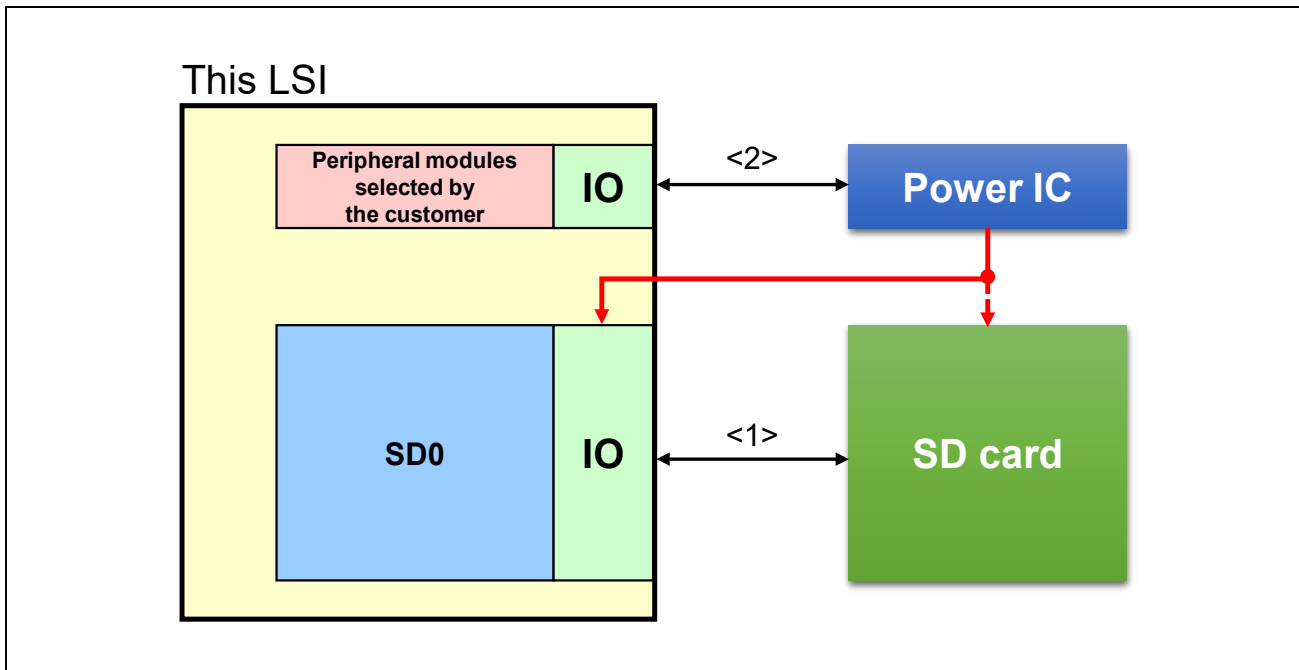 This LSI
Peripheral modules
selected by
the customer
IO
<2>
Power IC
SD0
IO
<1>
SD card